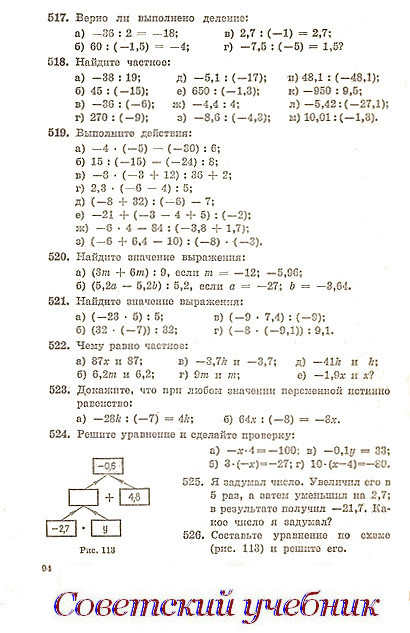 517. Верно ли выполнено деление:
а) −36 : 2 = −18; в) 2,7 : (−1) = 2,7;
б) 60 : (−1,5) = −4; г) −7,5 : (−5) = 1,5?
518. Найдите частное:
а) −38 : 19; д) −5,1 : (−17); и) 48,1 : (−48,1);
б) 45 : (−15); е) 650 : (−1,3); к) −950 : 9,5;
в) −36 : (−6); ж) −4,4 : 4; л) −5,42 : (−27,1);
г) 270 : (−9); з) −8,6 : (−4,3); м) 10,01 : (−1,3).
519. Выполните действия:
а) −4 · (−5) − (−30) : 6;
б) 15 : (−15) − (−24) : 8;
в) −8 · (−3 + 12) : 36 + 2;
г) 2,3 · (−6 − 4) : 5;
д) (−8 + 32) : (−6) − 7;
е) −21 + (−3 − 4 + 5) : (−2);
ж) −6 · 4 − 84 : (−3,8 + 1,7);
з) (−6 + 6,4 − 10) : (−8) · (−3).
520. Найдите значение выражения:
а) (3m + 6m) : 9, если m = −12; −5,96;
б) (5,2a − 5,2b) : 5,2, если a = −27; b = −3,64.
521. Найдите значение выражения:
а) (−23 · 5) : 5; в) (−9 · 7,4) : (−9);
б) (32 · (−7)) : 32; г) (−8 · (−9,1)) : 9,1.
522. Чему равно частное:
а) 87x и 87; в) −3,7k и −3,7; д) −41k и k;
б) 6,2m и 6,2; г) 9m и m; е) −1,9x и x?
523. Докажите, что при любом значении переменной истинно
равенство:
а) −28k : (−7) = 4k; б) 64x : (−8) = −8x.
524. Решите уравнение и сделайте проверку:
а) −x·4=−100; в) −0,1y = 33;
б) 3·(−x)=−27; г) 10·(x−4)=−80.
−0,6
+ 4,8
−2,7 · y
Рис. 113
525. Я задумал число. Увеличил его в
5 раз, а затем уменьшил на 2,7;
в результате получил −21,7. Ка-
кое число я задумал?
526. Составьте уравнение по схеме
(рис. 113) и решите его.
94
Советский учебник